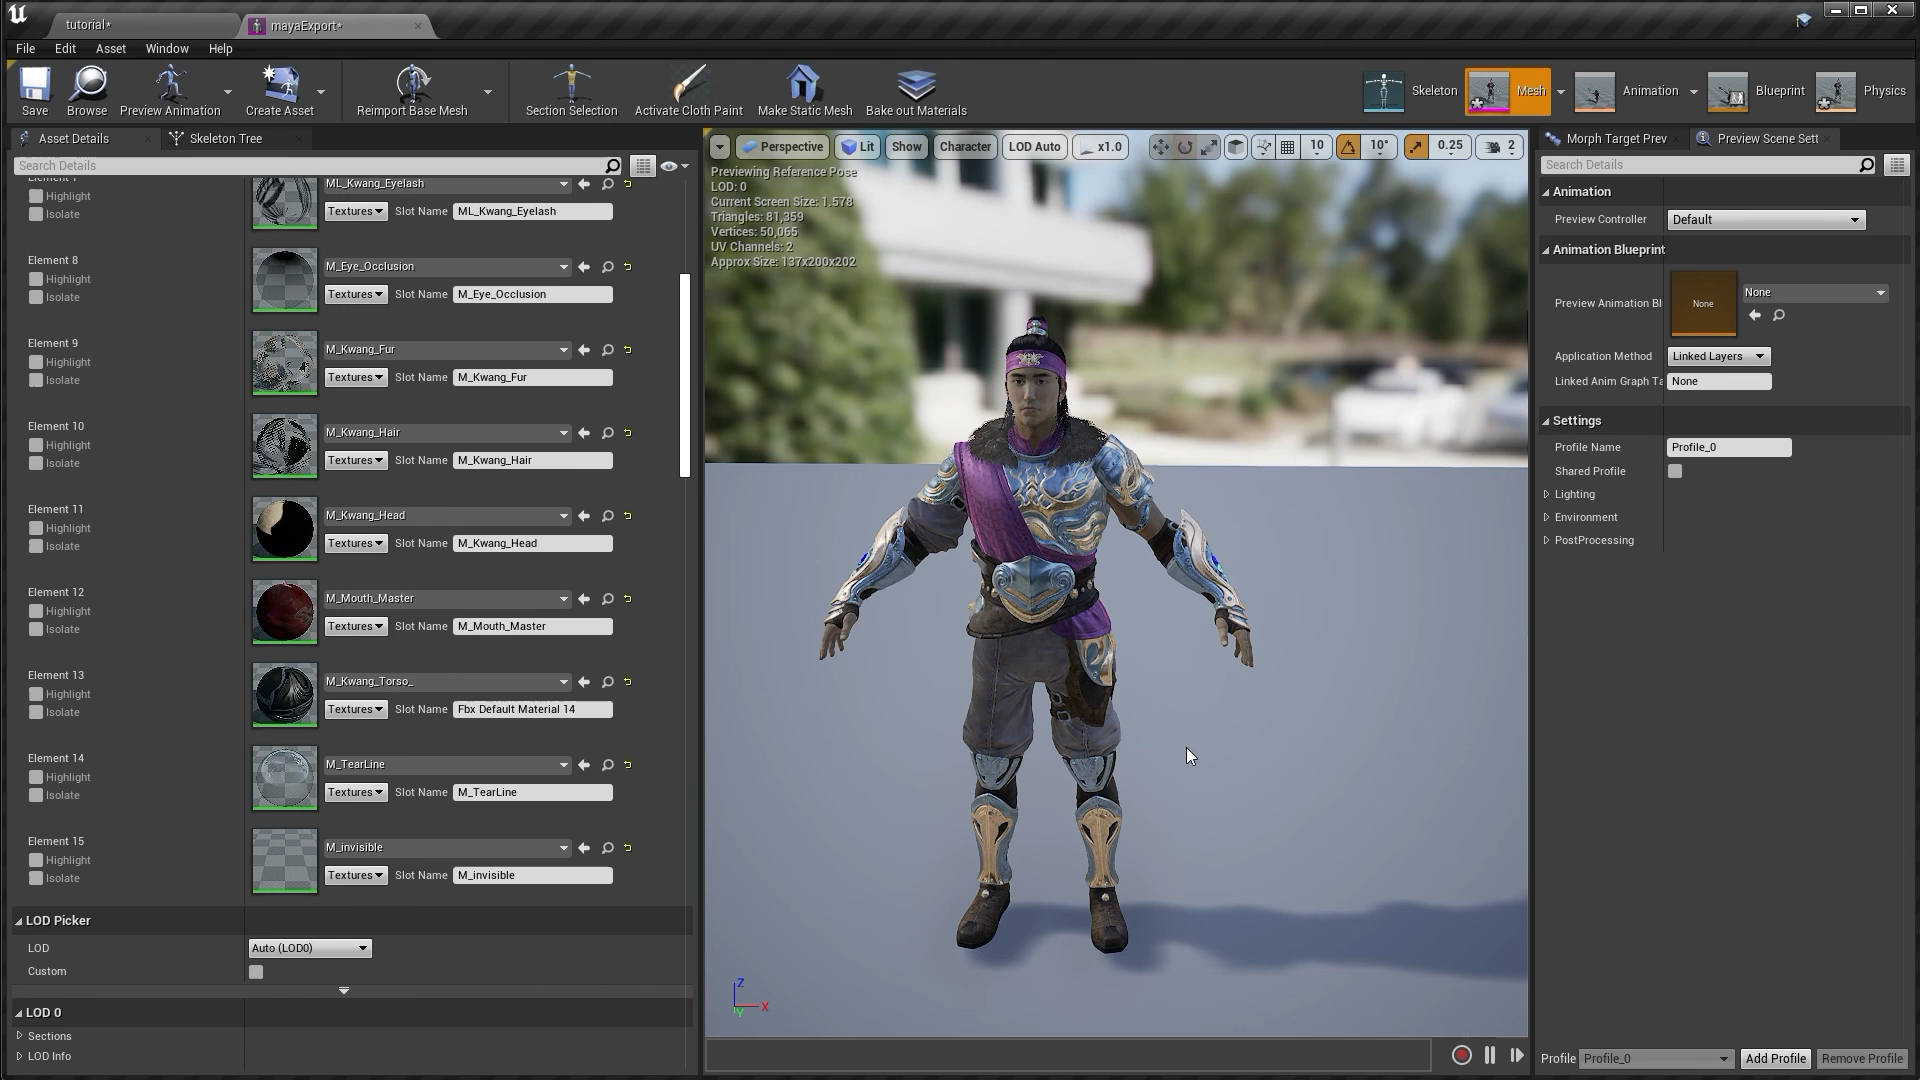 tutorial*
mayaExport*
File Edit Asset Window Help
Save Browse Preview Animation Create Asset Reimport Base Mesh Section Selection Activate Cloth Paint Make Static Mesh Bake out Materials Skeleton Mesh Animation Blueprint Physics
Asset Details
Skeleton Tree
Search Details
ML_Kwang_Eyelash
Highlight
Isolate
Textures Slot Name ML_Kwang_Eyelash
Element 8
Highlight
Isolate
M_Eye_Occlusion
Textures Slot Name M_Eye_Occlusion
Element 9
Highlight
Isolate
M_Kwang_Fur
Textures Slot Name M_Kwang_Fur
Element 10
Highlight
Isolate
M_Kwang_Hair
Textures Slot Name M_Kwang_Hair
Element 11
Highlight
Isolate
M_Kwang_Head
Textures Slot Name M_Kwang_Head
Element 12
Highlight
Isolate
M_Mouth_Master
Textures Slot Name M_Mouth_Master
Element 13
Highlight
Isolate
M_Kwang_Torso_
Textures Slot Name Fbx Default Material 14
Element 14
Highlight
Isolate
M_TearLine
Textures Slot Name M_TearLine
Element 15
Highlight
Isolate
M_invisible
Textures Slot Name M_invisible
LOD Picker
LOD Auto (LOD0)
Custom
LOD 0
Sections
LOD Info
Perspective Lit Show Character LOD Auto x1.0 10 10° 0.25 2
Previewing Reference Pose
LOD: 0
Current Screen Size: 1.578
Triangles: 81,359
Vertices: 50,065
UV Channels: 2
Approx Size: 137x200x202
Z
X
Y
Morph Target Prev
Preview Scene Sett
Search Details
Animation
Preview Controller Default
Animation Blueprint
Preview Animation Bl None None
Application Method Linked Layers
Linked Anim Graph Ta None
Settings
Profile Name Profile_0
Shared Profile
Lighting
Environment
PostProcessing
Profile Profile_0 Add Profile Remove Profile